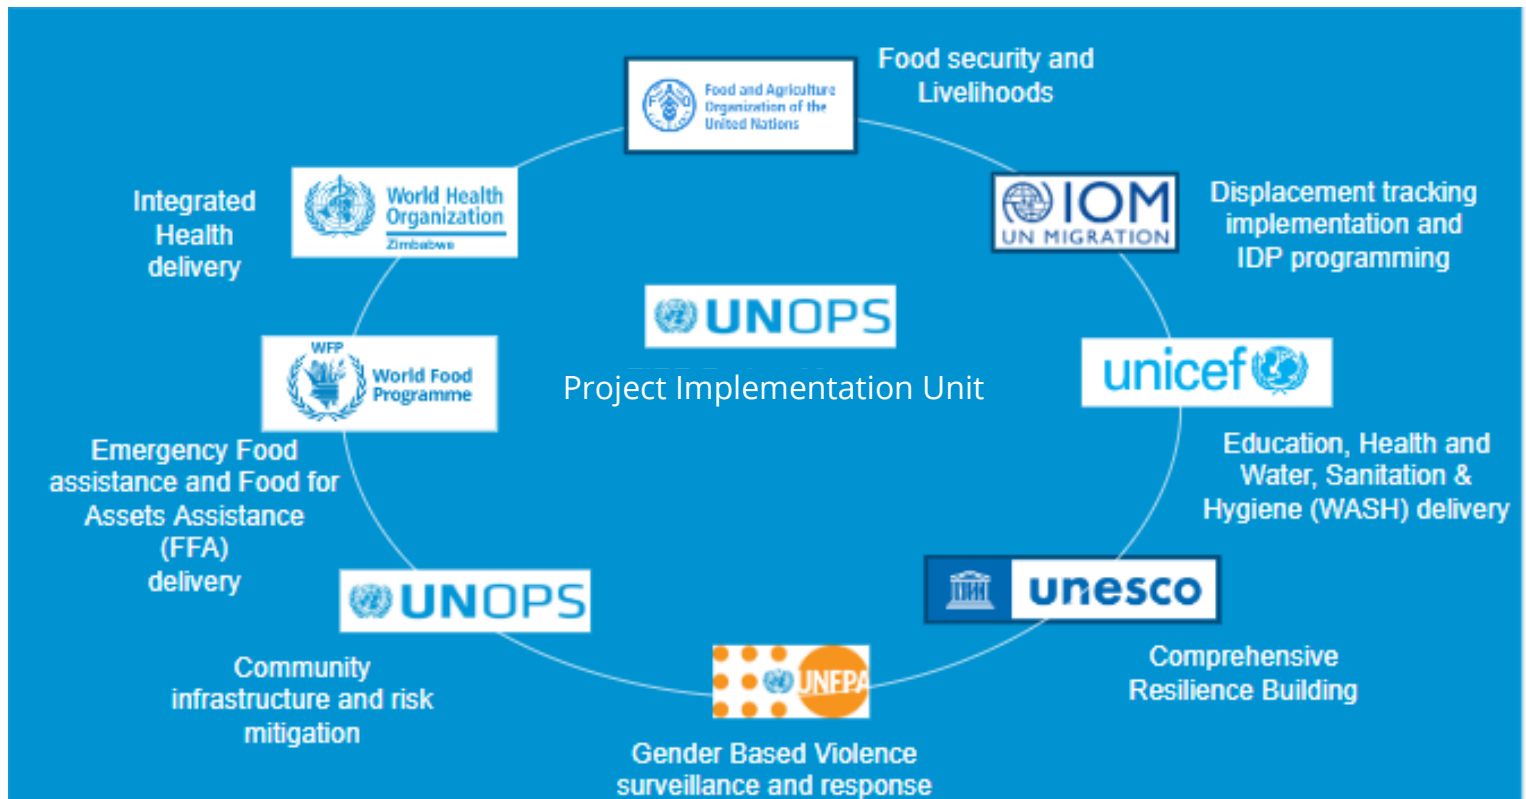 Food and Agriculture
Organization of the
United Nations
Food security and
Livelihoods
World Health
Organization
Zimbabwe
Integrated
Health
delivery
IOM
UN MIGRATION
Displacement tracking
implementation and
IDP programming
UNOPS
Project Implementation Unit
WFP
World Food
Programme
Emergency Food
assistance and Food for
Assets Assistance
(FFA)
delivery
unicef
Education, Health and
Water, Sanitation &
Hygiene (WASH) delivery
UNOPS
Community
infrastructure and risk
mitigation
unesco
Comprehensive
Resilience Building
UNFPA
Gender Based Violence
surveillance and response